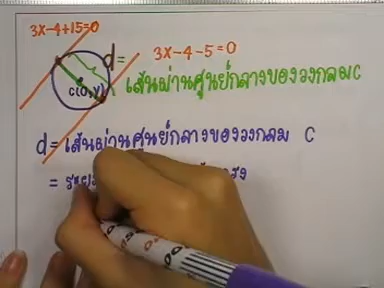 3X-4+15=0
d = 3X-4-5=0
C(0,Y) เส้นผ่านศูนย์กลางของวงกลม C
d = เส้นผ่านศูนย์กลางของวงกลม C
=